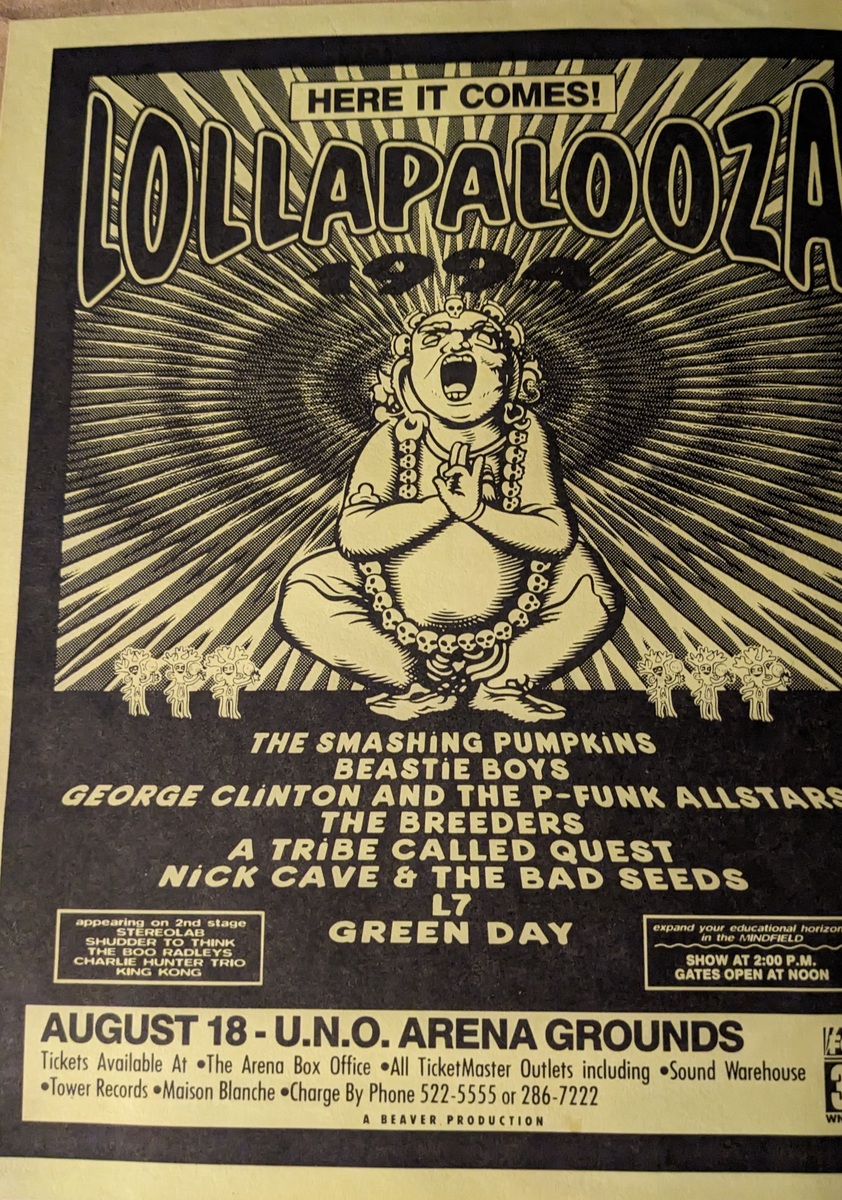 HERE IT COMES!
LOLLAPALOOZA
1994
THE SMASHiNG PUMPKiNS
BEASTiE BOYS
GEORGE CLiNTON AND THE P-FUNK ALLSTARS
THE BREEDERS
A TRiBE CALLED QUEST
NiCK CAVE & THE BAD SEEDS
L7
GREEN DAY
appearing on 2nd stage
STEREOLAB
SHUDDER TO THINK
THE BOO RADLEYS
CHARLIE HUNTER TRIO
KING KONG
expand your educational horizon
in the MINDFIELD
SHOW AT 2:00 P.M.
GATES OPEN AT NOON
AUGUST 18 - U.N.O. ARENA GROUNDS
Tickets Available At •The Arena Box Office •All TicketMaster Outlets including •Sound Warehouse
•Tower Records •Maison Blanche •Charge By Phone 522-5555 or 286-7222
A BEAVER PRODUCTION